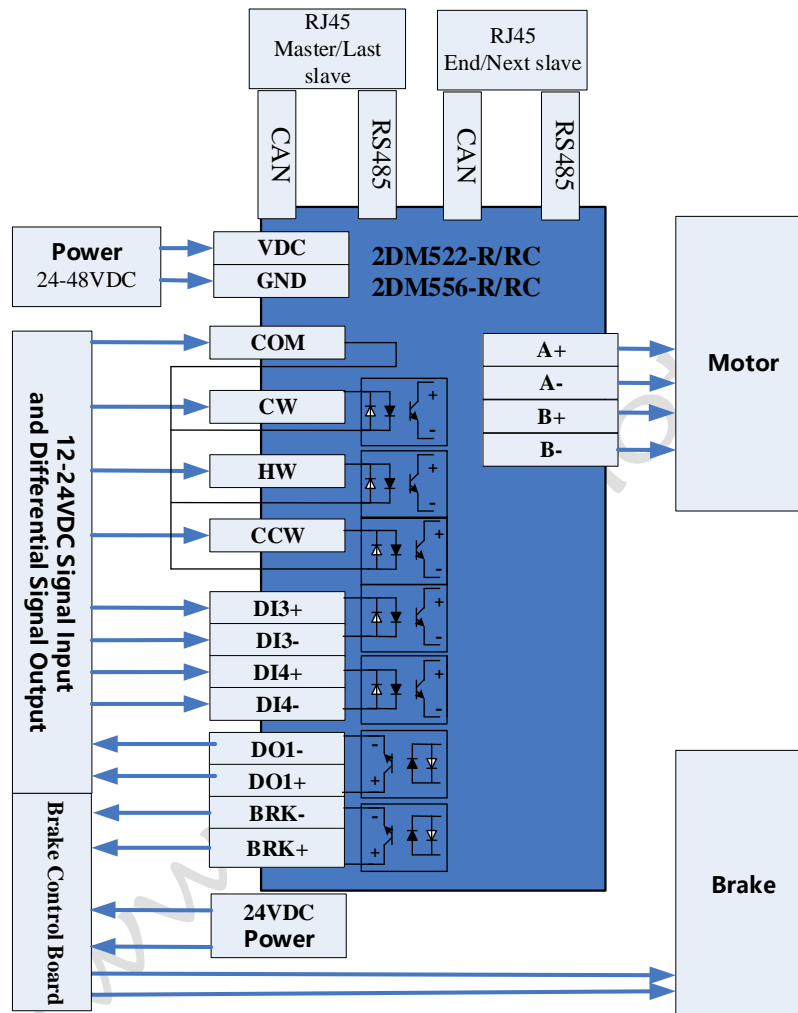 RJ45
Master/Last
slave
RJ45
End/Next slave
CAN
RS485
CAN
RS485
2DM522-R/RC
2DM556-R/RC
Power
24-48VDC
VDC
GND
COM
CW
HW
CCW
DI3+
DI3-
DI4+
DI4-
DO1-
DO1+
BRK-
BRK+
24VDC
Power
12-24VDC Signal Input
and Differential Signal Output
Brake Control Board
A+
A-
B+
B-
Motor
Brake
+
-
+
-
+
-
+
-
+
-
-
+
-
+